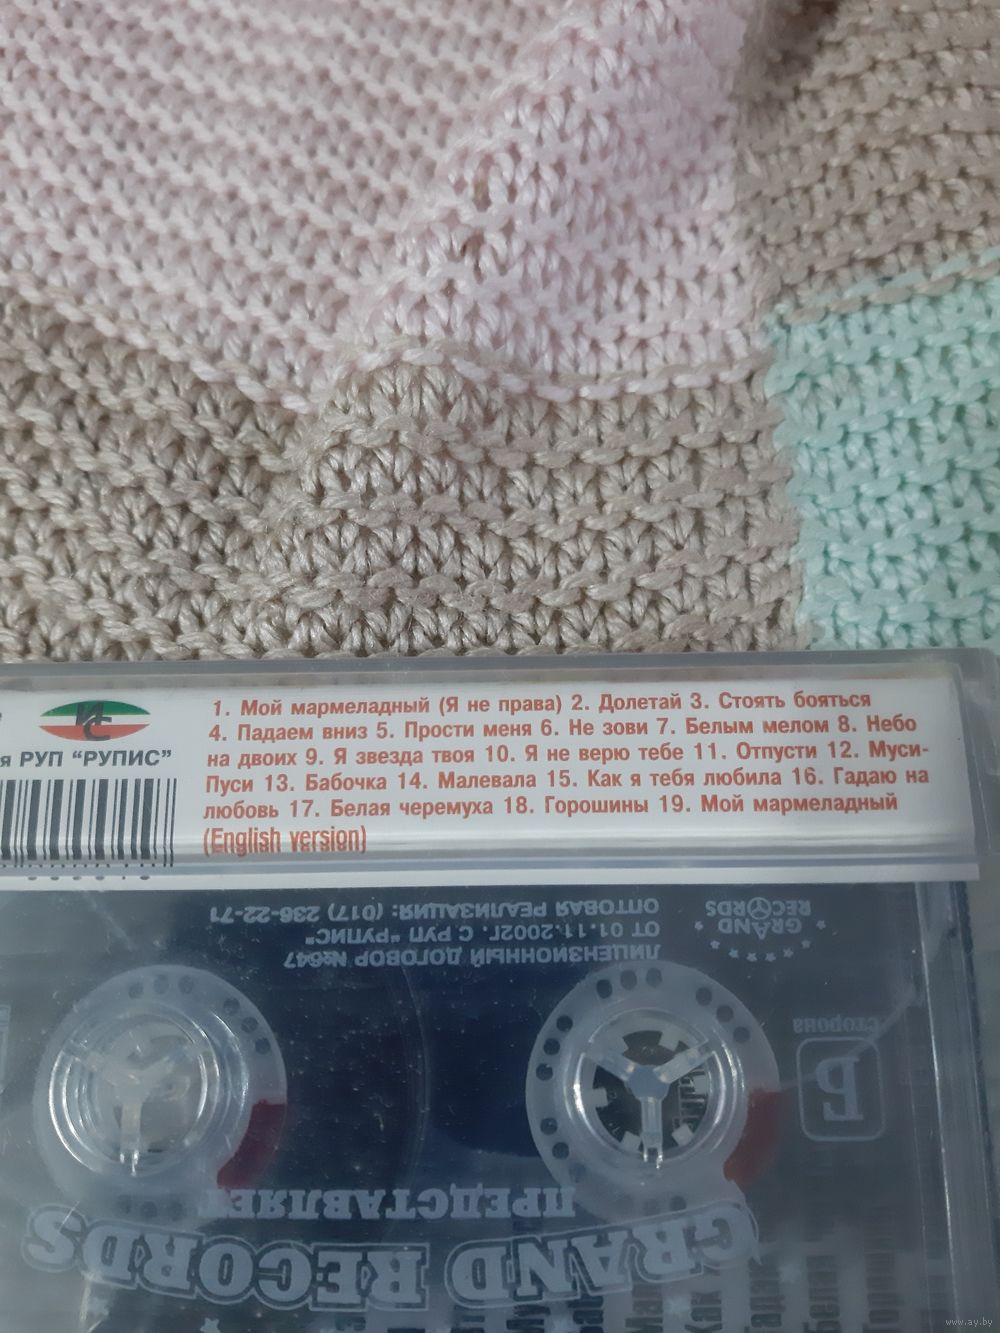 1. Мой мармеладный (Я не права) 2. Долетай 3. Стоять бояться
4. Падаем вниз 5. Прости меня 6. Не зови 7. Белым мелом 8. Небо
на двоих 9. Я звезда твоя 10. Я не верю тебе 11. Отпусти 12. Муси-
Пуси 13. Бабочка 14. Малевала 15. Как я тебя любила 16. Гадаю на
любовь 17. Белая черемуха 18. Горошины 19. Мой мармеладный
(English version)
ИС
я РУП “РУПИС”
GRAND RECORDS
ПРЕДСТАВЛЯЕТ
сторона
Б
ЛИЦЕНЗИОННЫЙ ДОГОВОР №647
ОТ 01.11.2002г. С РУП “РУПИС”
ОПТОВАЯ РЕАЛИЗАЦИЯ: (017) 236-22-71
GRAND
RECORDS
www.ay.by